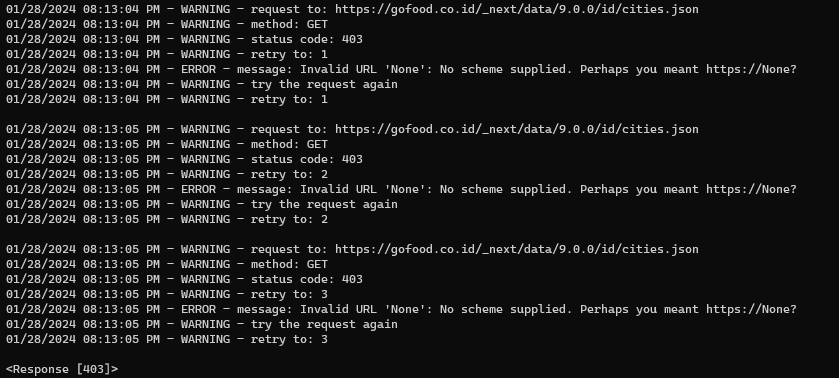 01/28/2024 08:13:04 PM - WARNING - request to: https://gofood.co.id/_next/data/9.0.0/id/cities.json
01/28/2024 08:13:04 PM - WARNING - method: GET
01/28/2024 08:13:04 PM - WARNING - status code: 403
01/28/2024 08:13:04 PM - WARNING - retry to: 1
01/28/2024 08:13:04 PM - ERROR - message: Invalid URL 'None': No scheme supplied. Perhaps you meant https://None?
01/28/2024 08:13:04 PM - WARNING - try the request again
01/28/2024 08:13:04 PM - WARNING - retry to: 1

01/28/2024 08:13:05 PM - WARNING - request to: https://gofood.co.id/_next/data/9.0.0/id/cities.json
01/28/2024 08:13:05 PM - WARNING - method: GET
01/28/2024 08:13:05 PM - WARNING - status code: 403
01/28/2024 08:13:05 PM - WARNING - retry to: 2
01/28/2024 08:13:05 PM - ERROR - message: Invalid URL 'None': No scheme supplied. Perhaps you meant https://None?
01/28/2024 08:13:05 PM - WARNING - try the request again
01/28/2024 08:13:05 PM - WARNING - retry to: 2

01/28/2024 08:13:05 PM - WARNING - request to: https://gofood.co.id/_next/data/9.0.0/id/cities.json
01/28/2024 08:13:05 PM - WARNING - method: GET
01/28/2024 08:13:05 PM - WARNING - status code: 403
01/28/2024 08:13:05 PM - WARNING - retry to: 3
01/28/2024 08:13:05 PM - ERROR - message: Invalid URL 'None': No scheme supplied. Perhaps you meant https://None?
01/28/2024 08:13:05 PM - WARNING - try the request again
01/28/2024 08:13:05 PM - WARNING - retry to: 3

<Response [403]>